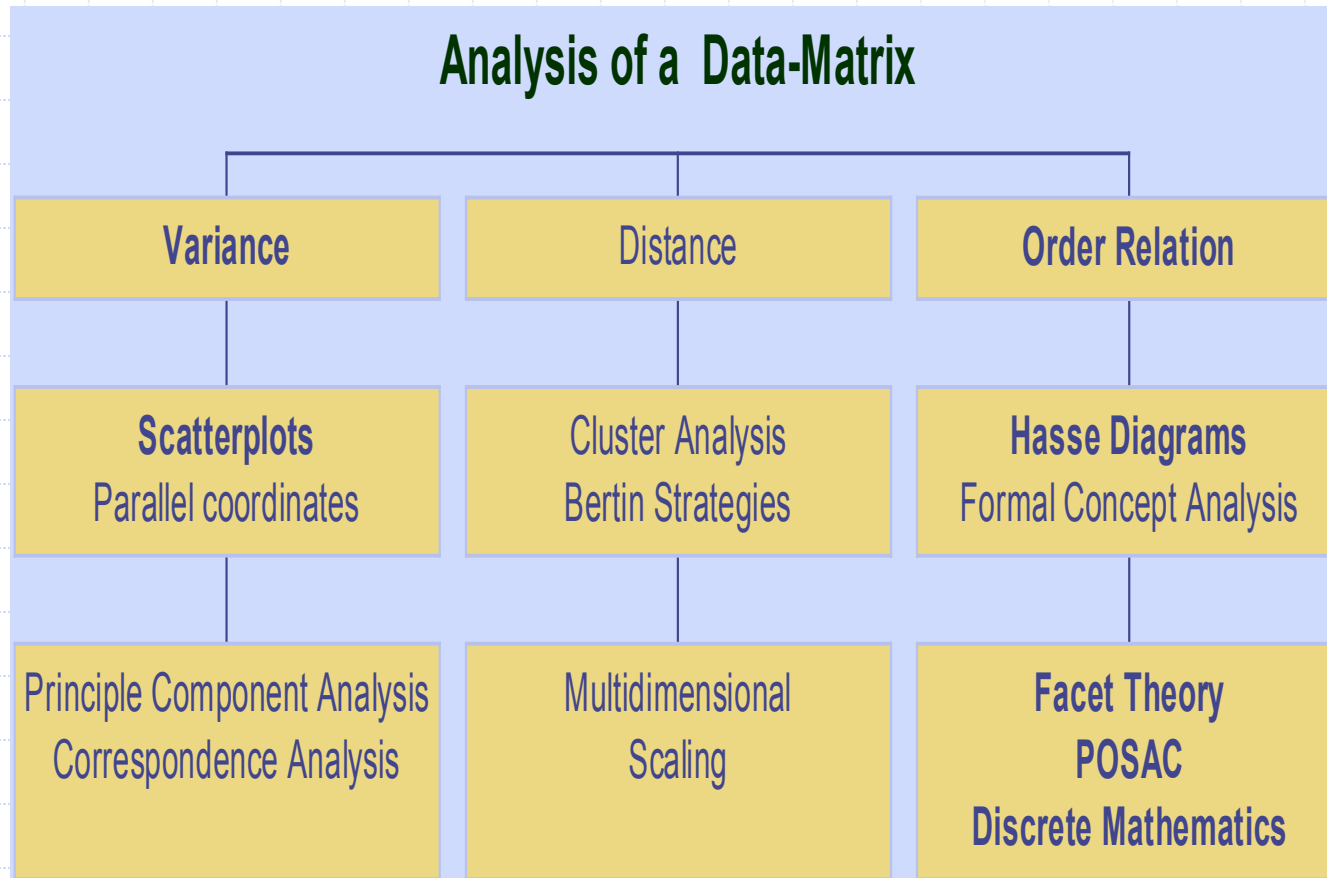 Analysis of a Data-Matrix
Variance
Distance
Order Relation
Scatterplots
Parallel coordinates
Cluster Analysis
Bertin Strategies
Hasse Diagrams
Formal Concept Analysis
Principle Component Analysis
Correspondence Analysis
Multidimensional
Scaling
Facet Theory
POSAC
Discrete Mathematics